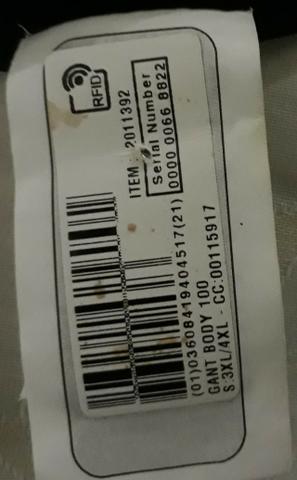 RFID
ITEM : 2011392
Serial Number
0000 0066 8822
(01)03608419404517(21)
GANT BODY 100
S:3XL/4XL - CC:00115917